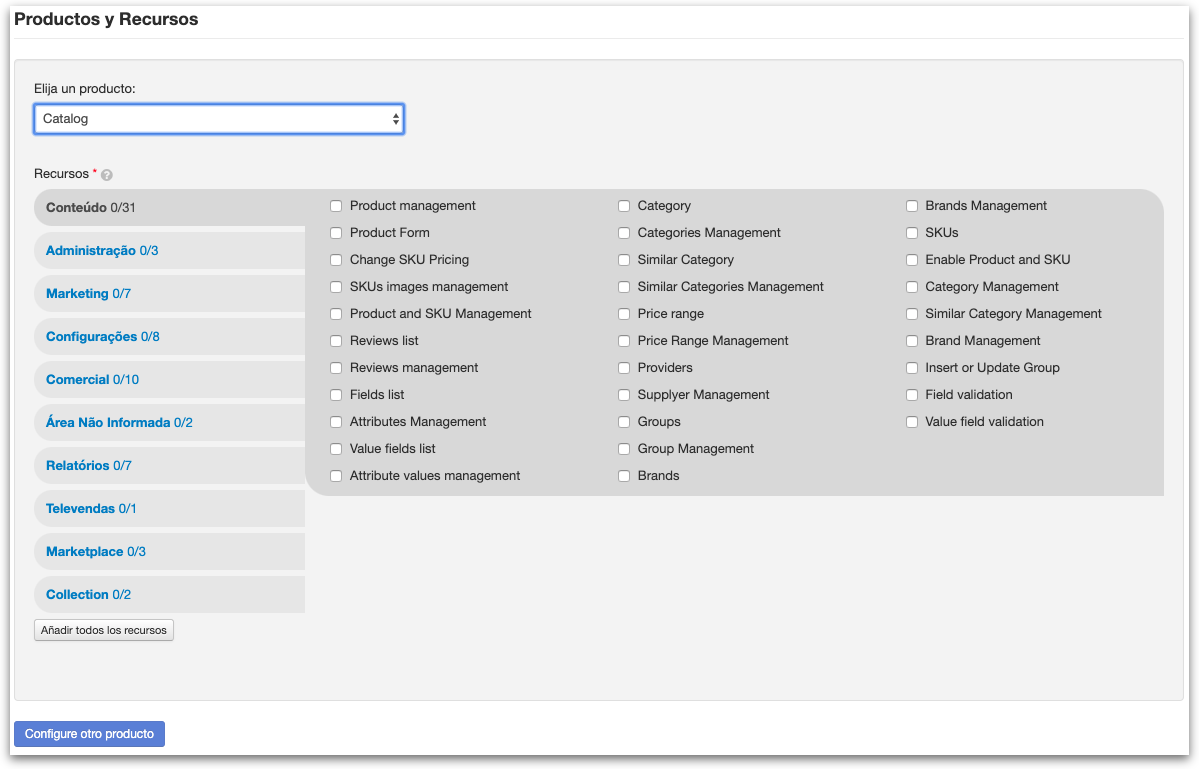 Productos y Recursos
Elija un producto:
Catalog
Recursos * ?
Conteúdo 0/31
Administração 0/3
Marketing 0/7
Configurações 0/8
Comercial 0/10
Área Não Informada 0/2
Relatórios 0/7
Televendas 0/1
Marketplace 0/3
Collection 0/2
Product management
Product Form
Change SKU Pricing
SKUs images management
Product and SKU Management
Reviews list
Reviews management
Fields list
Attributes Management
Value fields list
Attribute values management
Category
Categories Management
Similar Category
Similar Categories Management
Price range
Price Range Management
Providers
Supplyer Management
Groups
Group Management
Brands
Brands Management
SKUs
Enable Product and SKU
Category Management
Similar Category Management
Brand Management
Insert or Update Group
Field validation
Value field validation
Añadir todos los recursos
Configure otro producto